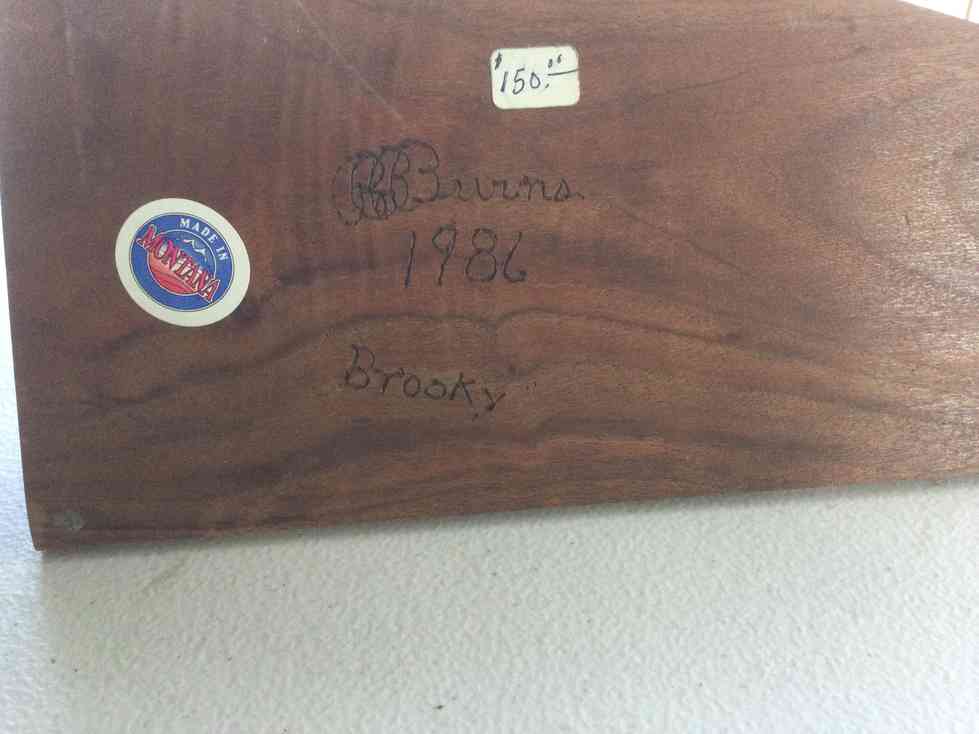 $150.00
Burns
1986
MADE IN
MONTANA
Brooky